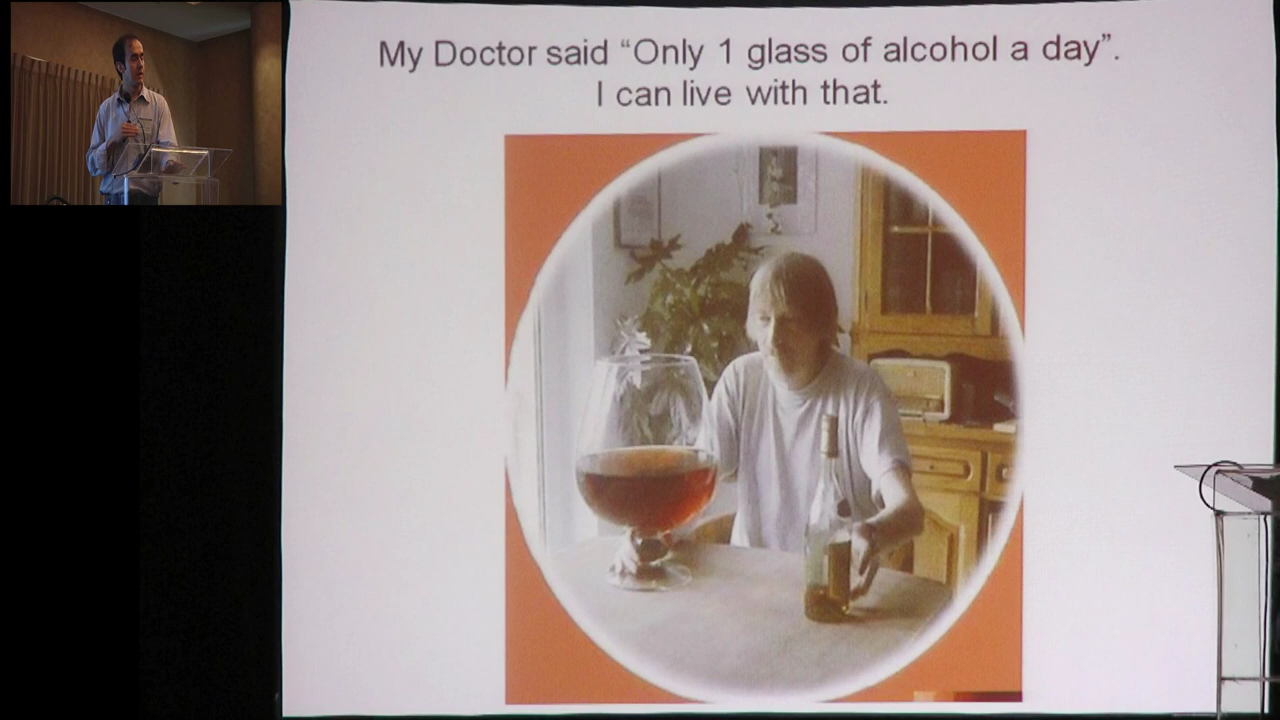 My Doctor said “Only 1 glass of alcohol a day”.
I can live with that.